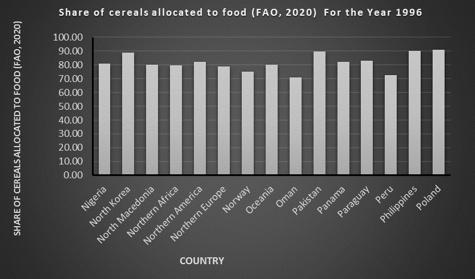 Share of cereals allocated to food (FAO, 2020) For the Year 1996
SHARE OF CEREALS ALLOCATED TO FOOD (FAO, 2020)
100.00
90.00
80.00
70.00
60.00
50.00
40.00
30.00
20.00
10.00
0.00
Nigeria
North Korea
North Macedonia
Northern Africa
Northern America
Northern Europe
Norway
Oceania
Oman
Pakistan
Panama
Paraguay
Peru
Philippines
Poland
COUNTRY